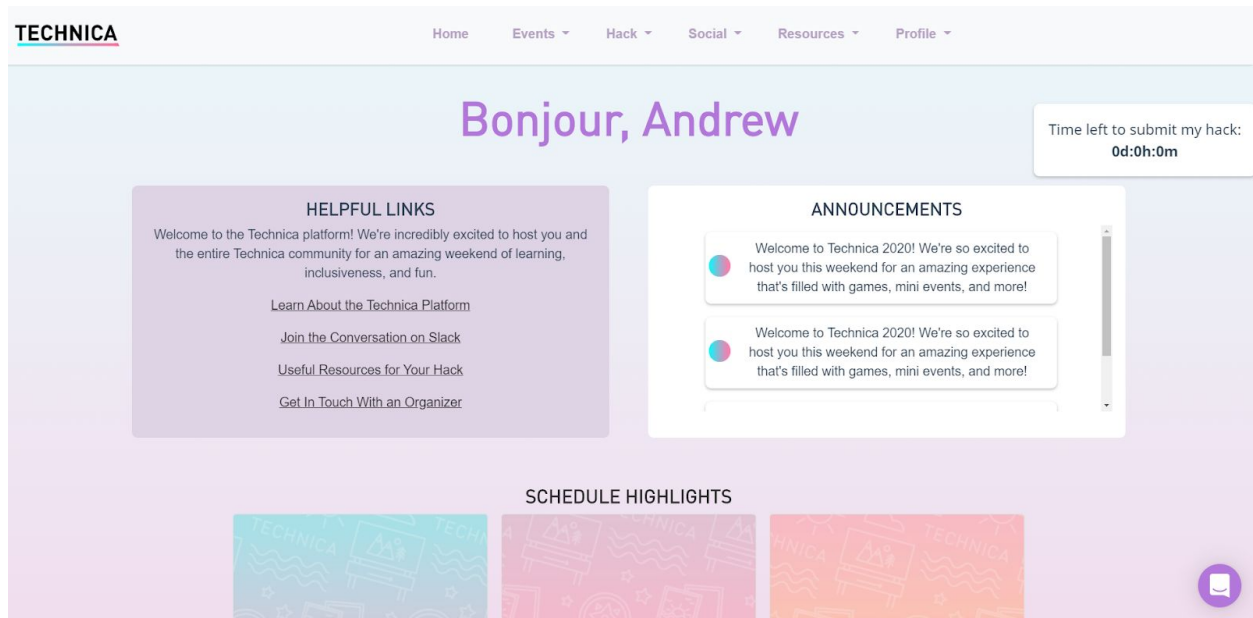 TECHNICA
Home Events Hack Social Resources Profile
Bonjour, Andrew
Time left to submit my hack:
0d:0h:0m
HELPFUL LINKS
Welcome to the Technica platform! We're incredibly excited to host you and
the entire Technica community for an amazing weekend of learning,
inclusiveness, and fun.
Learn About the Technica Platform
Join the Conversation on Slack
Useful Resources for Your Hack
Get In Touch With an Organizer
ANNOUNCEMENTS
Welcome to Technica 2020! We're so excited to
host you this weekend for an amazing experience
that's filled with games, mini events, and more!
Welcome to Technica 2020! We're so excited to
host you this weekend for an amazing experience
that's filled with games, mini events, and more!
SCHEDULE HIGHLIGHTS
TECHNICA
TECHNICA